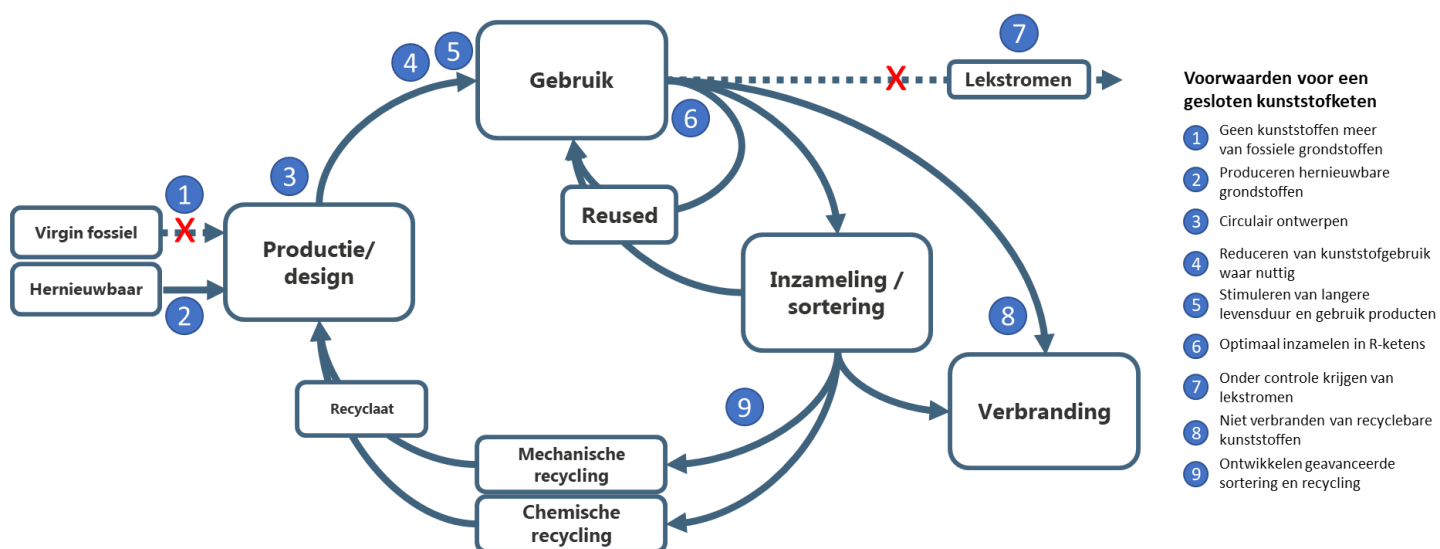 7
4
5
Gebruik
X
Lekstromen
6
3
1
Virgin fossiel
X
Hernieuwbaar
2
Productie/
design
Reused
Inzameling /
sortering
8
Verbranding
Recyclaat
9
Mechanische
recycling
Chemische
recycling
Voorwaarden voor een
gesloten kunststofketen
1 Geen kunststoffen meer
van fossiele grondstoffen
2 Produceren hernieuwbare
grondstoffen
3 Circulair ontwerpen
4 Reduceren van kunstofgebruik
waar nuttig
5 Stimuleren van langere
levensduur en gebruik producten
6 Optimaal inzamelen in R-ketens
7 Onder controle krijgen van
lekstromen
8 Niet verbranden van recyclebare
kunststoffen
9 Ontwikkelen geavanceerde
sortering en recycling